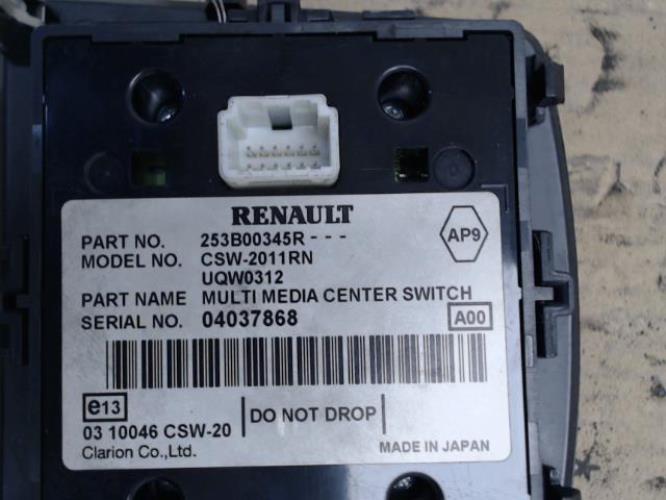 RENAULT
PART NO. 253B00345R - - -
AP9
MODEL NO. CSW-2011RN
UQW0312
PART NAME MULTI MEDIA CENTER SWITCH
SERIAL NO. 04037868
A00
e13
03 10046 CSW-20
DO NOT DROP
Clarion Co.,Ltd.
MADE IN JAPAN